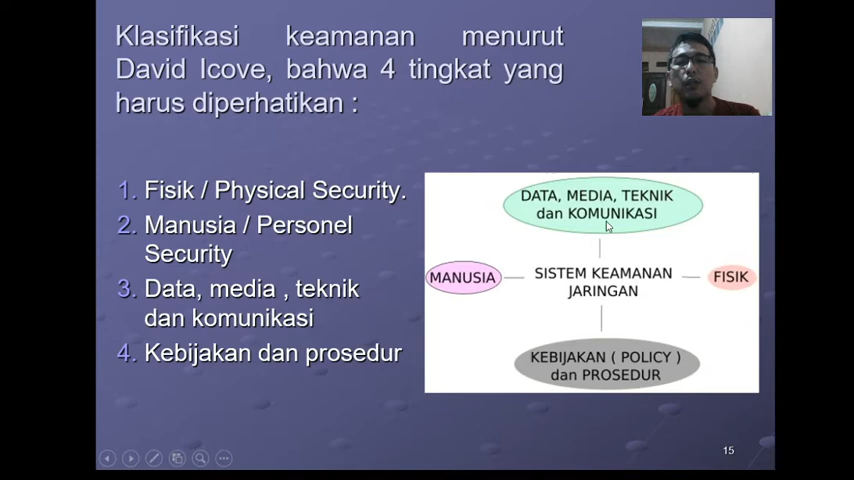 Klasifikasi keamanan menurut
David Icove, bahwa 4 tingkat yang
harus diperhatikan :
1. Fisik / Physical Security.
2. Manusia / Personel
Security
3. Data, media , teknik
dan komunikasi
4. Kebijakan dan prosedur
DATA, MEDIA, TEKNIK
dan KOMUNIKASI
MANUSIA
SISTEM KEAMANAN
JARINGAN
FISIK
KEBIJAKAN ( POLICY )
dan PROSEDUR
15